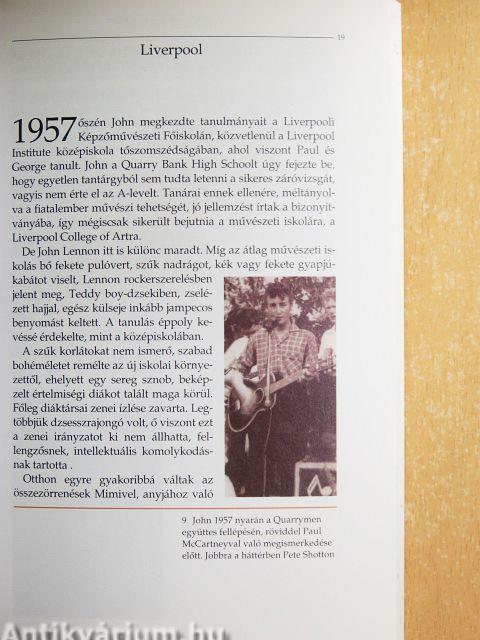 19
Liverpool
1957 őszén John megkezdte tanulmányait a Liverpooli
Képzőművészeti Főiskolán, közvetlenül a Liverpool
Institute középiskola tőszomszédságában, ahol viszont Paul és
George tanult. John a Quarry Bank High Schoolt úgy fejezte be,
hogy egyetlen tantárgyból sem tudta letenni a sikeres záróvizsgát,
vagyis nem érte el az A-levelt. Tanárai ennek ellenére, méltányol-
va a fiatalember művészi tehetségét, jó jellemzést írtak a bizonyít-
ványába, így mégiscsak sikerült bejutnia a művészeti iskolára, a
Liverpool College of Artra.
De John Lennon itt is különc maradt. Míg az átlag művészeti is-
kolás bő fekete pulóvert, szűk nadrágot, kék vagy fekete gyapjú-
kabátot viselt, Lennon rockerszerelésben
jelent meg, Teddy boy-dzsekiben, zselé-
zett hajjal, egész külseje inkább jampecos
benyomást keltett. A tanulás éppoly ke-
véssé érdekelte, mint a középiskolában.
A szűk korlátokat nem ismerő, szabad
bohéméletet remélte az új iskolai környe-
zettől, ehelyett egy sereg sznob, bekép-
zelt értelmiségi diákot talált maga körül.
Főleg diáktársai zenei ízlése zavarta. Leg-
többjük dzsesszrajongó volt, ő viszont ezt
a zenei irányzatot ki nem állhatta, fel-
lengzősnek, intellektuális komolykodás-
nak tartotta .
Otthon egyre gyakoribbá váltak az
összezörrenések Mimivel, anyjához való
9 John 1957 nyarán a Quarrymen
együttes fellépésén, röviddel Paul
McCartneyval való megismerkedése
előtt. Jobbra a háttérben Pete Shotton
Antikvárium.hu